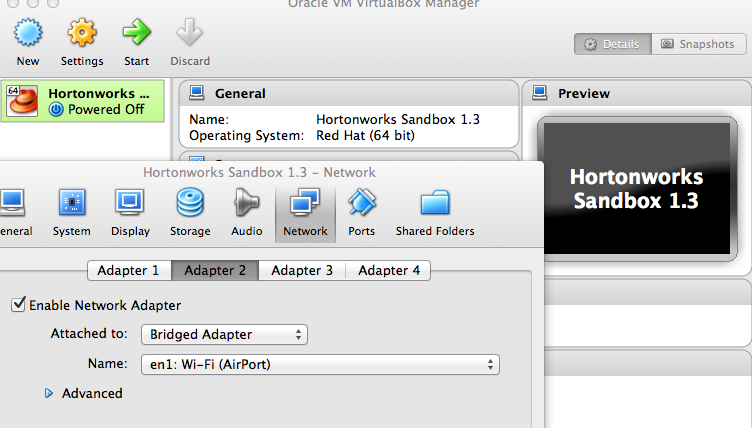 Oracle VM VirtualBox Manager
New Settings Start Discard
Details Snapshots
64 Hortonworks ...
Powered Off
General
Name: Hortonworks Sandbox 1.3
Operating System: Red Hat (64 bit)
Preview
Hortonworks
Sandbox 1.3
Hortonworks Sandbox 1.3 – Network
eneral System Display Storage Audio Network Ports Shared Folders
Adapter 1 Adapter 2 Adapter 3 Adapter 4
Enable Network Adapter
Attached to: Bridged Adapter
Name: en1: Wi-Fi (AirPort)
Advanced